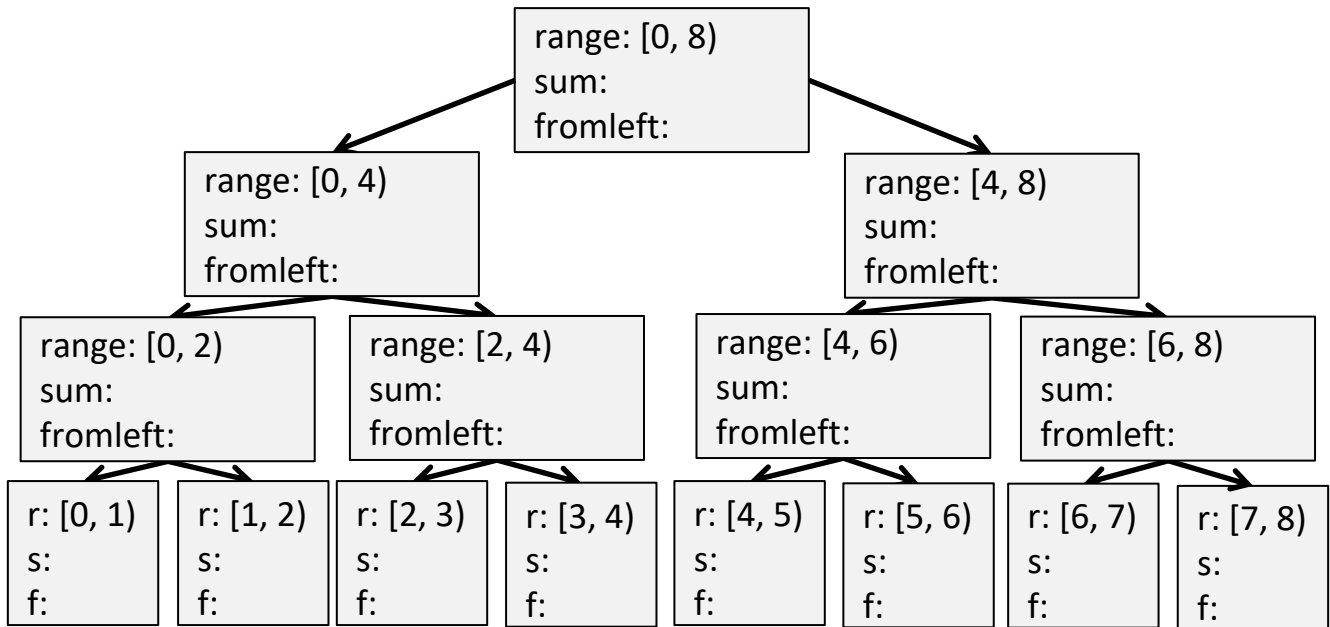 range: [0, 8)
sum:
fromleft:
range: [0, 4)
sum:
fromleft:
range: [4, 8)
sum:
fromleft:
range: [0, 2)
sum:
fromleft:
range: [2, 4)
sum:
fromleft:
range: [4, 6)
sum:
fromleft:
range: [6, 8)
sum:
fromleft:
r: [0, 1)
s:
f:
r: [1, 2)
s:
f:
r: [2, 3)
s:
f:
r: [3, 4)
s:
f:
r: [4, 5)
s:
f:
r: [5, 6)
s:
f:
r: [6, 7)
s:
f:
r: [7, 8)
s:
f: